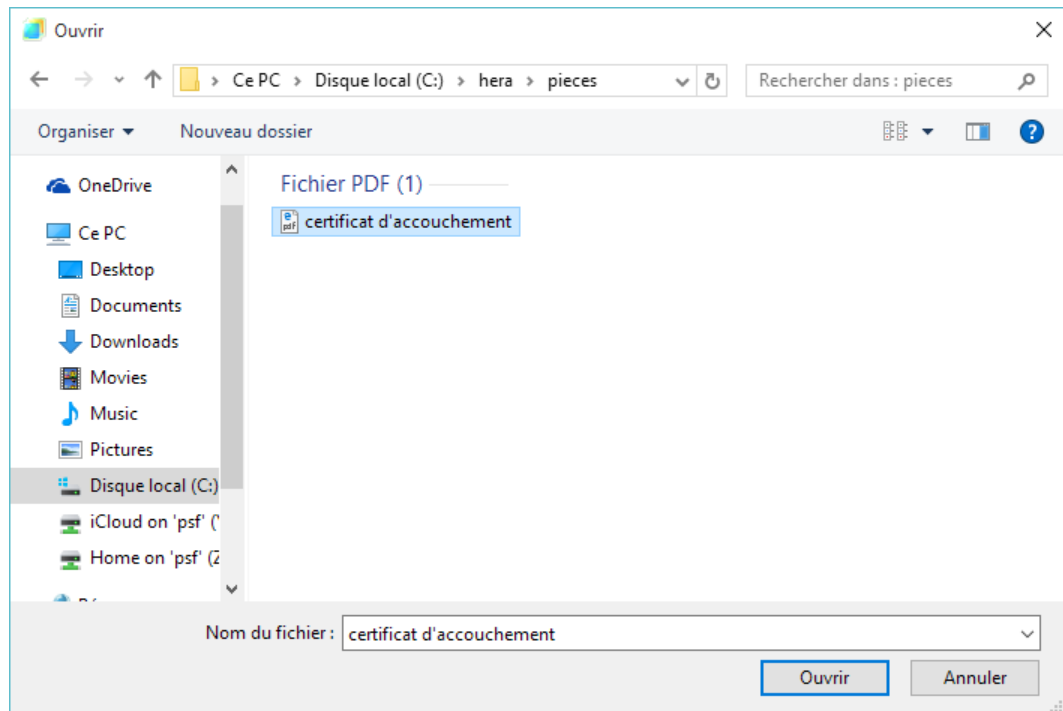 Ouvrir
Ce PC > Disque local (C:) > hera > pieces
Rechercher dans : pieces
Organiser
Nouveau dossier
OneDrive
Ce PC
Desktop
Documents
Downloads
Movies
Music
Pictures
Disque local (C:)
iCloud on 'psf' ('
Home on 'psf' (Z
Fichier PDF (1)
certificat d'accouchement
Nom du fichier : certificat d'accouchement
Ouvrir
Annuler